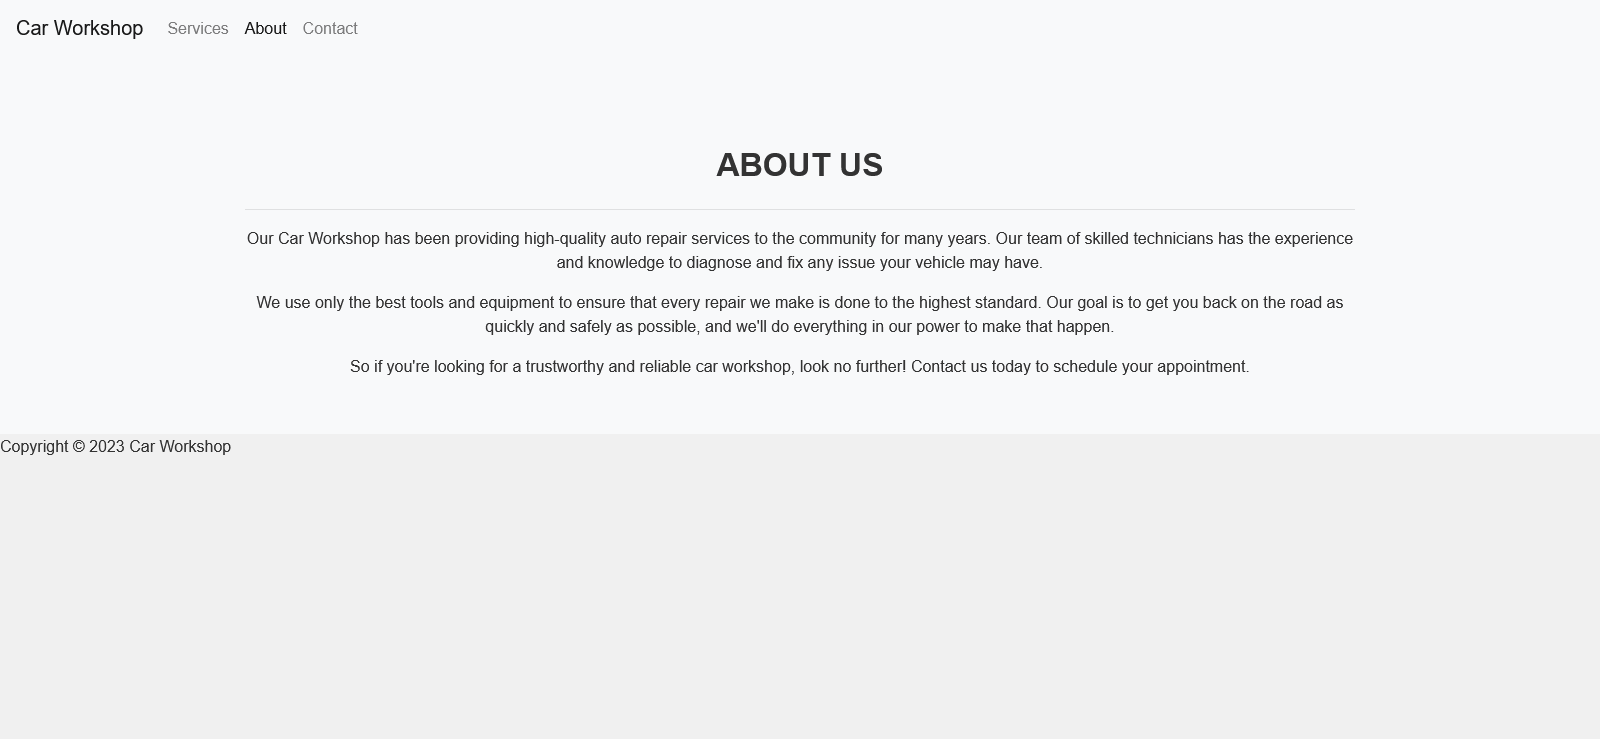 Car Workshop Services About Contact
ABOUT US
Our Car Workshop has been providing high-quality auto repair services to the community for many years. Our team of skilled technicians has the experience
and knowledge to diagnose and fix any issue your vehicle may have.
We use only the best tools and equipment to ensure that every repair we make is done to the highest standard. Our goal is to get you back on the road as
quickly and safely as possible, and we'll do everything in our power to make that happen.
So if you're looking for a trustworthy and reliable car workshop, look no further! Contact us today to schedule your appointment.
Copyright © 2023 Car Workshop